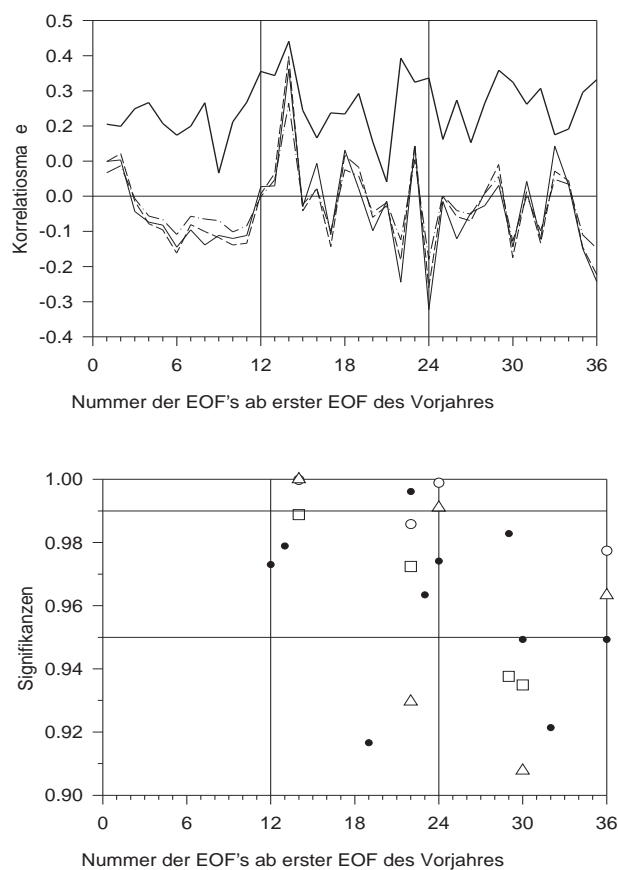 0.5
0.4
0.3
0.2
0.0
0.0
-0.1
-0.2
-0.3
0.4
Korrelatiosma e
0 6 12 18 24 30 36
Nummer der EOF's ab erster EOF des Vorjahres
1.00
0.98
0.96
0.94
0.92
0.90
Signifikanzen
0 6 12 18 24 30 36
Nummer der EOF's ab erster EOF des Vorjahres